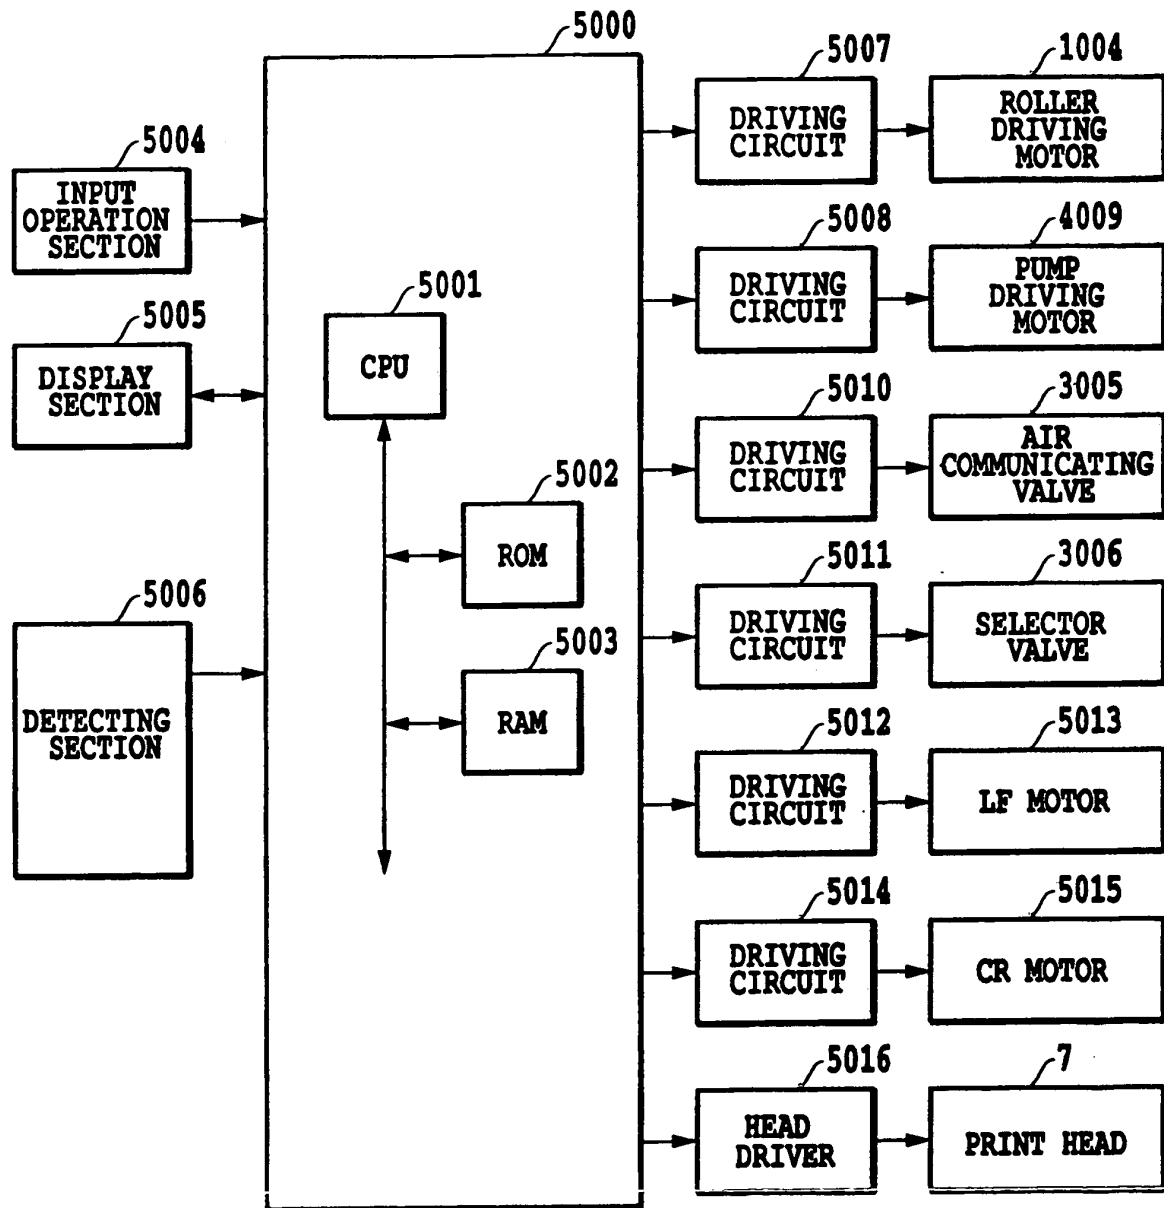 5000
5004
INPUT
OPERATION
SECTION
5005
DISPLAY
SECTION
5006
DETECTING
SECTION
5001
CPU
5002
ROM
5003
RAM
5007
DRIVING
CIRCUIT
1004
ROLLER
DRIVING
MOTOR
5008
DRIVING
CIRCUIT
4009
PUMP
DRIVING
MOTOR
5010
DRIVING
CIRCUIT
3005
AIR
COMMUNICATING
VALVE
5011
DRIVING
CIRCUIT
3006
SELECTOR
VALVE
5012
DRIVING
CIRCUIT
5013
LF MOTOR
5014
DRIVING
CIRCUIT
5015
CR MOTOR
5016
HEAD
DRIVER
7
PRINT HEAD